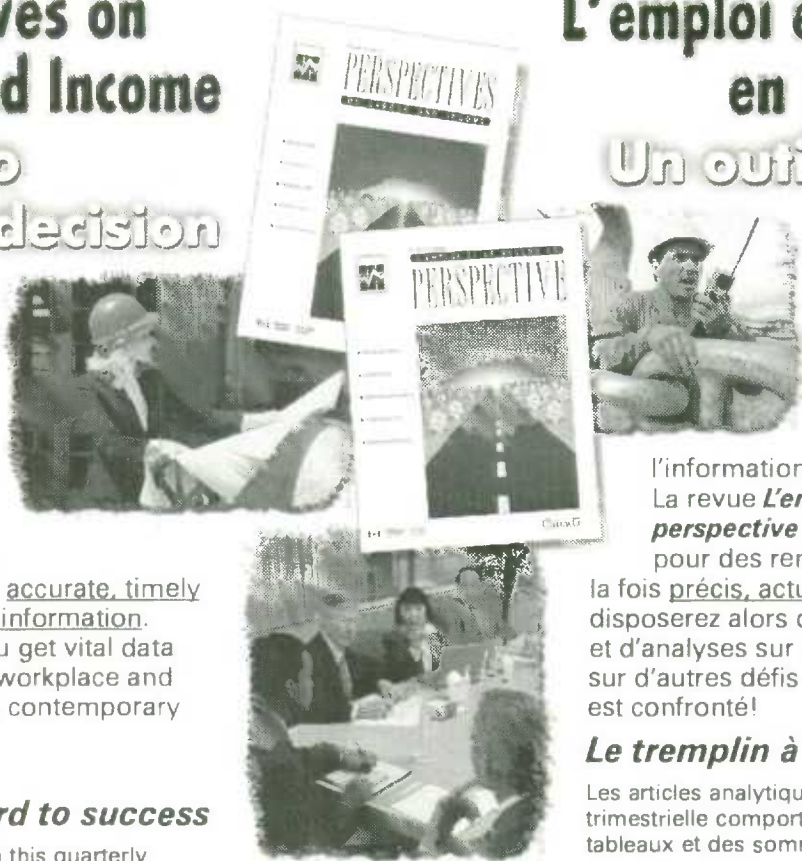 ves on
d Income
o
decision
PERSPECTIVES
PERSPECTIVE
Canada
accurate, timely
information.
u get vital data
workplace and
contemporary
rd to success
this quarterly
L'emploi e
en
Un outi
l'information
La revue L'en
perspective
pour des ren
la fois précis, actu
disposerez alors d
et d'analyses sur
sur d'autres défis
est confronté!
Le tremplin à
Les articles analytiqu
trimestrielle comport
tableaux et des somr